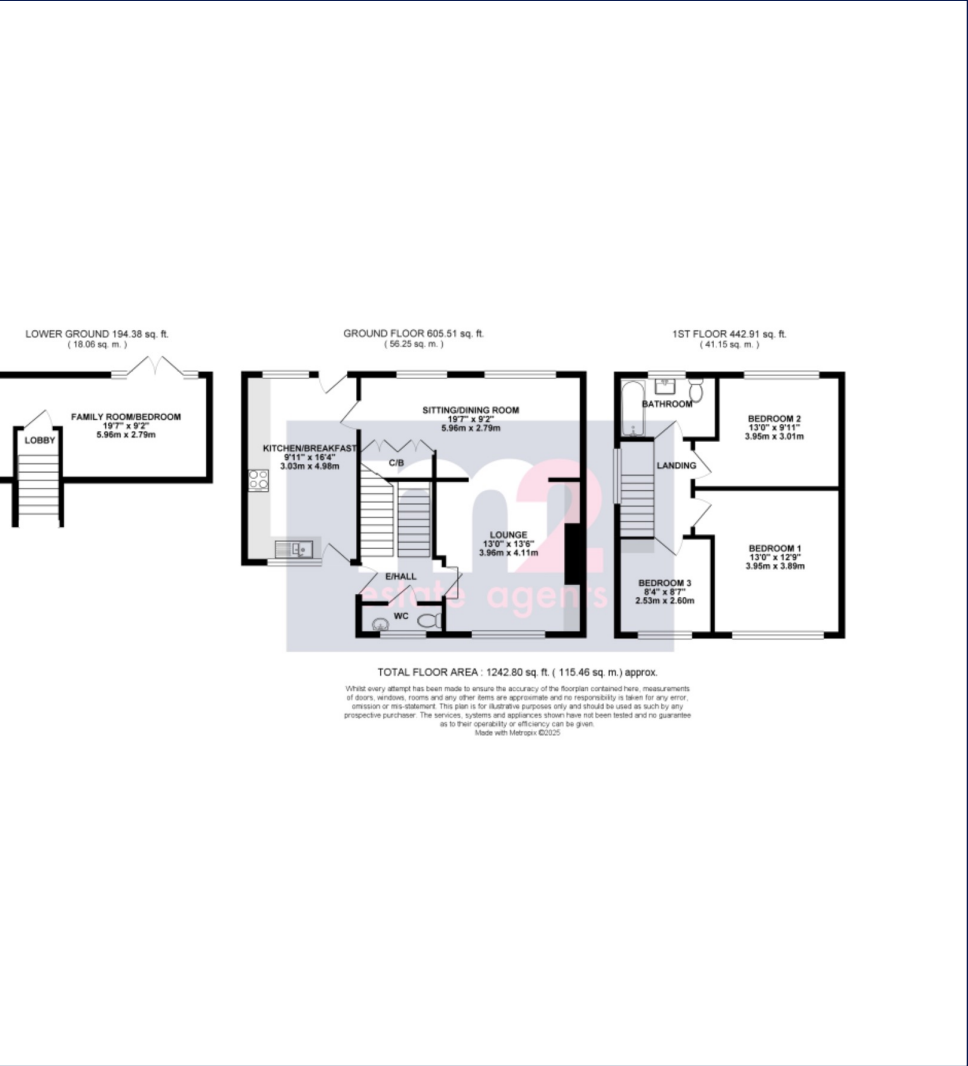 LOWER GROUND 194.38 sq. ft.
( 18.06 sq. m. )
FAMILY ROOM/BEDROOM
19'7" x 9'2"
5.96m x 2.79m
LOBBY
GROUND FLOOR 605.51 sq. ft.
( 56.25 sq. m. )
SITTING/DINING ROOM
19'7" x 9'2"
5.96m x 2.79m
KITCHEN/BREAKFAST
9'11" x 16'4"
3.03m x 4.98m
C/B
LOUNGE
13'0" x 13'6"
3.96m x 4.11m
E/HALL
WC
m2
estate agents
1ST FLOOR 442.91 sq. ft.
( 41.15 sq. m. )
BATHROOM
BEDROOM 2
13'0" x 9'11"
3.95m x 3.01m
LANDING
BEDROOM 1
13'0" x 12'9"
3.95m x 3.89m
BEDROOM 3
8'4" x 8'7"
2.53m x 2.60m
TOTAL FLOOR AREA : 1242.80 sq. ft. ( 115.46 sq. m.) approx.
Whilst every attempt has been made to ensure the accuracy of the floorplan contained here, measurements
of doors, windows, rooms and any other items are approximate and no responsibility is taken for any error,
omission or mis-statement. This plan is for illustrative purposes only and should be used as such by any
prospective purchaser. The services, systems and appliances shown have not been tested and no guarantee
as to their operability or efficiency can be given.
Made with Metropix ©2025